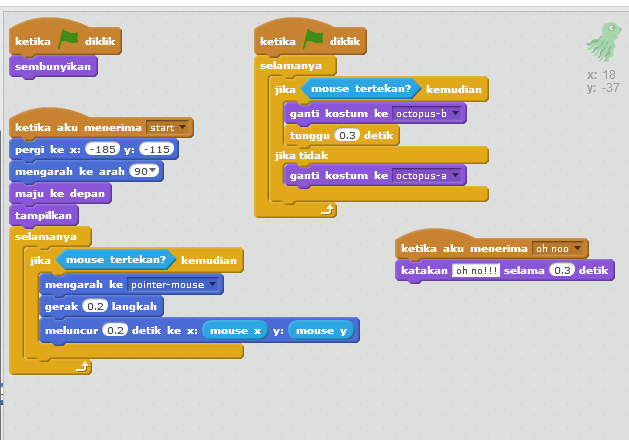 ketika diklik
sembunyikan
ketika aku menerima start
pergi ke x: -185 y: -115
mengarah ke arah 90
maju ke depan
tampilkan
selamanya
jika mouse tertekan? kemudian
mengarah ke pointer-mouse
gerak 0.2 langkah
meluncur 0.2 detik ke x: mouse x y: mouse y
ketika diklik
selamanya
jika mouse tertekan? kemudian
ganti kostum ke octopus-b
tunggu 0.3 detik
jika tidak
ganti kostum ke octopus-a
ketika aku menerima oh noo
katakan oh no!!! selama 0.3 detik
x: 18
y: -37